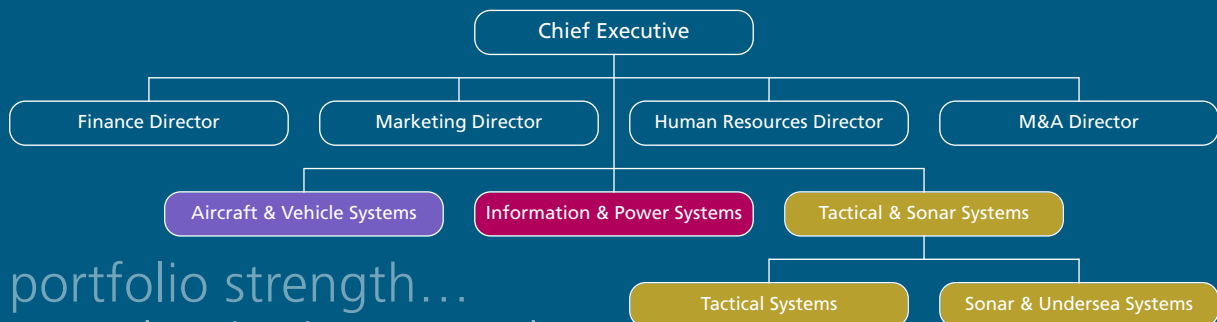 Chief Executive
Finance Director
Marketing Director
Human Resources Director
M&A Director
Aircraft & Vehicle Systems
Information & Power Systems
Tactical & Sonar Systems
portfolio strength…
Tactical Systems
Sonar & Undersea Systems